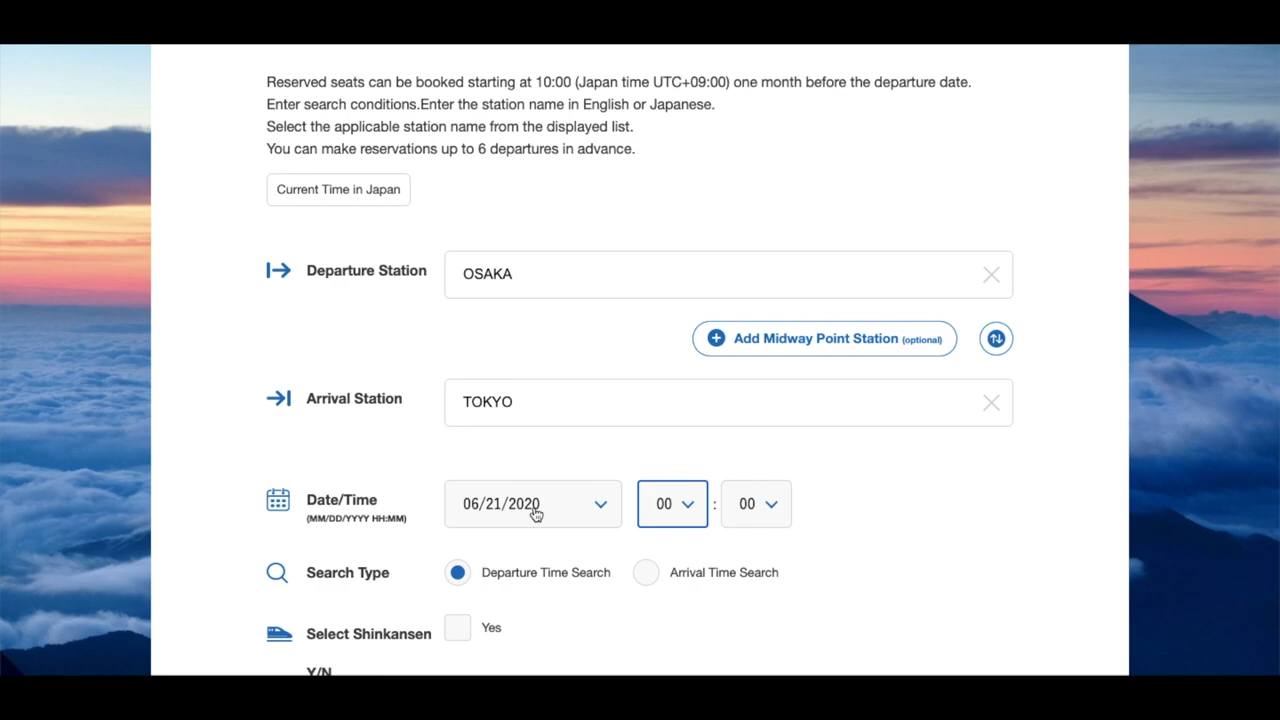 Reserved seats can be booked starting at 10:00 (Japan time UTC+09:00) one month before the departure date.
Enter search conditions.Enter the station name in English or Japanese.
Select the applicable station name from the displayed list.
You can make reservations up to 6 departures in advance.
Current Time in Japan
Departure Station OSAKA
Add Midway Point Station (optional)
Arrival Station TOKYO
Date/Time 06/21/2020 00 : 00
(MM/DD/YYYY HH:MM)
Search Type Departure Time Search Arrival Time Search
Select Shinkansen Yes
Y/N